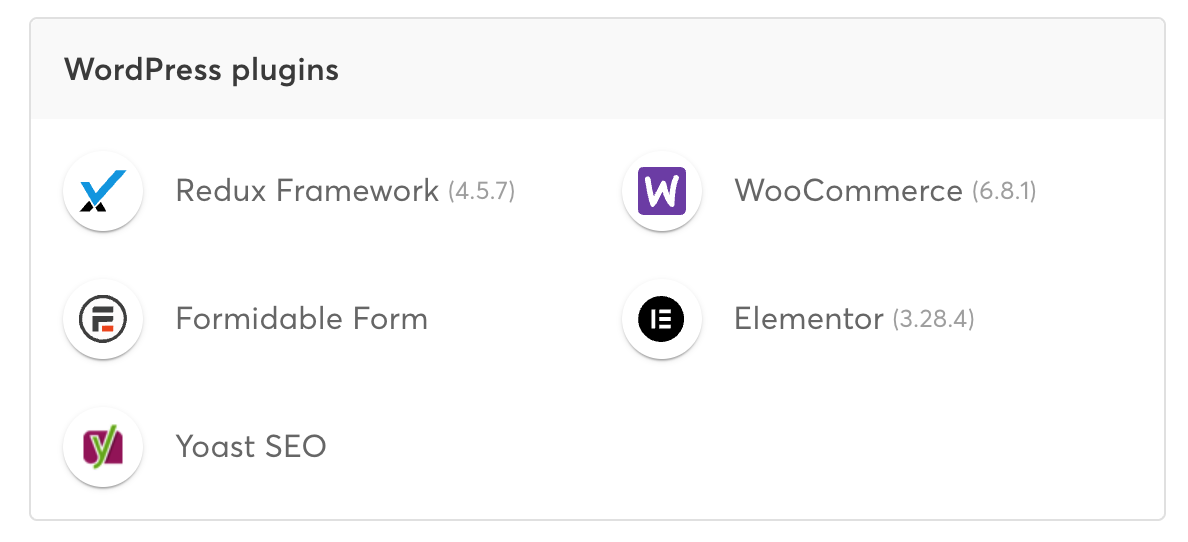 WordPress plugins
Redux Framework (4.5.7)
WooCommerce (6.8.1)
Formidable Form
Elementor (3.28.4)
Yoast SEO